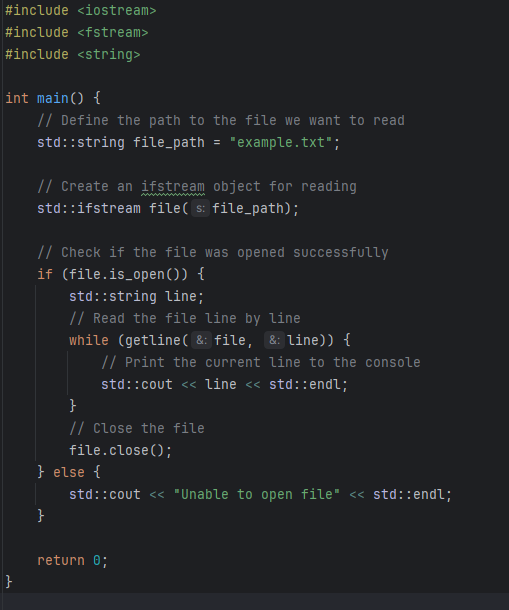 #include <iostream>
#include <fstream>
#include <string>

int main() {
    // Define the path to the file we want to read
    std::string file_path = "example.txt";

    // Create an ifstream object for reading
    std::ifstream file( s: file_path);

    // Check if the file was opened successfully
    if (file.is_open()) {
        std::string line;
        // Read the file line by line
        while (getline( &: file, &: line)) {
            // Print the current line to the console
            std::cout << line << std::endl;
        }
        // Close the file
        file.close();
    } else {
        std::cout << "Unable to open file" << std::endl;
    }

    return 0;
}